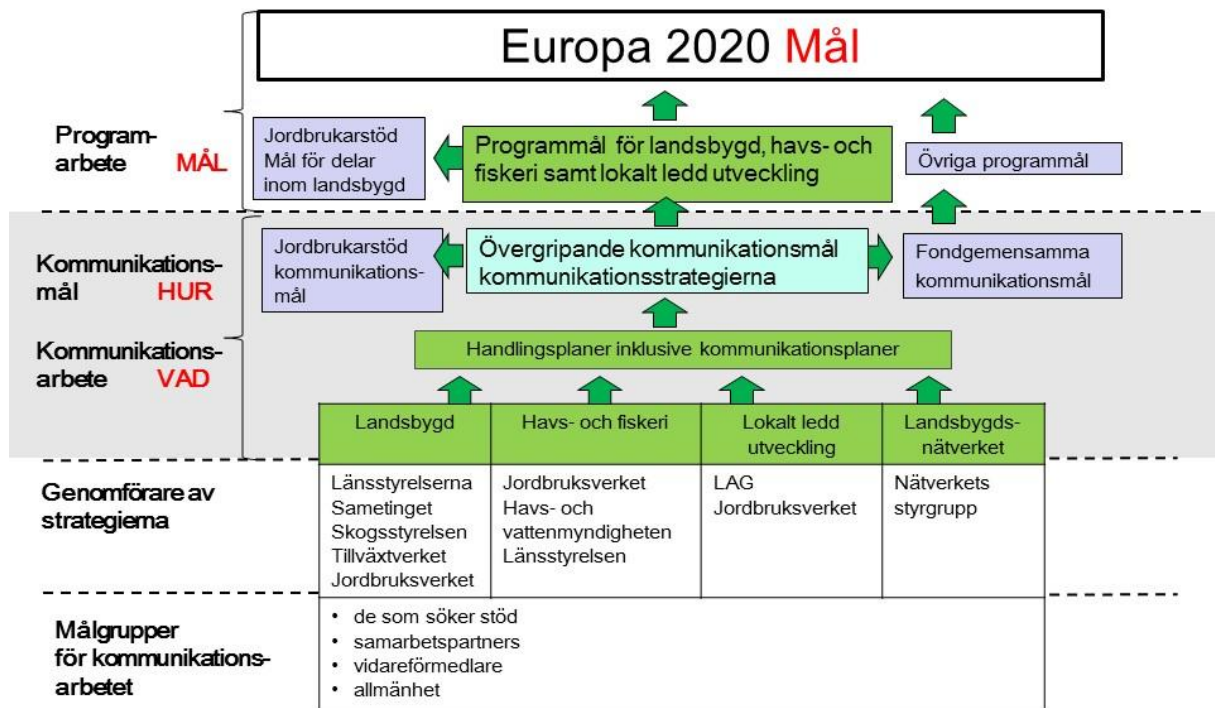 Europa 2020 Mål
Program-
arbete MÅL
Jordbrukarstöd
Mål för delar
inom landsbygd
Programmål för landsbygd, havs- och
fiskeri samt lokalt ledd utveckling
Övriga programmål
Kommunikations-
mål HUR
Jordbrukarstöd
kommunikations-
mål
Övergripande kommunikationsmål
kommunikationsstrategierna
Fondgemensamma
kommunikationsmål
Kommunikations-
arbete VAD
Handlingsplaner inklusive kommunikationsplaner
Landsbygd
Havs- och fiskeri
Lokalt ledd
utveckling
Landsbygds-
nätverket
Genomförare av
strategierna
Länsstyrelserna
Sametinget
Skogsstyrelsen
Tillväxtverket
Jordbruksverket
Jordbruksverket
Havs- och
vattenmyndigheten
Länsstyrelsen
LAG
Jordbruksverket
Nätverkets
styrgrupp
Målgrupper
för kommunikations-
arbetet
• de som söker stöd
• samarbetspartners
• vidareförmedlare
• allmänhet